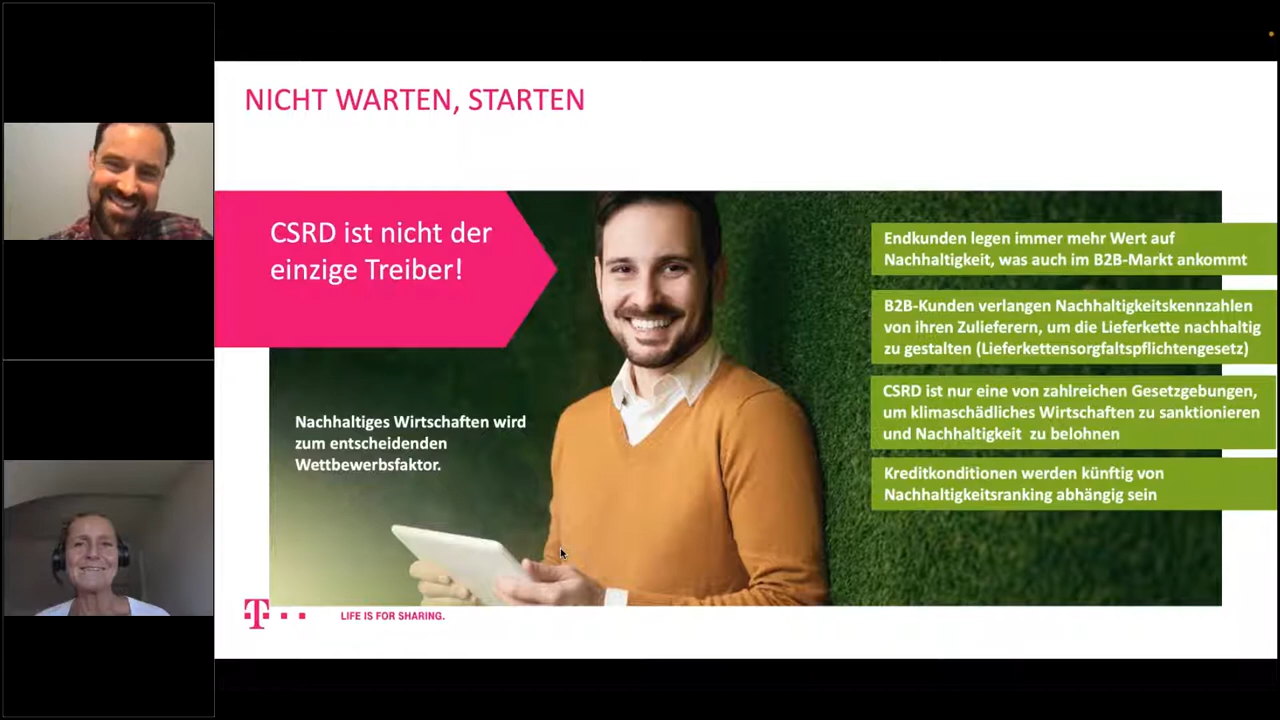 NICHT WARTEN, STARTEN
CSRD ist nicht der
einzige Treiber!
Nachhaltiges Wirtschaften wird
zum entscheidenden
Wettbewerbsfaktor.
Endkunden legen immer mehr Wert auf
Nachhaltigkeit, was auch im B2B-Markt ankommt
B2B-Kunden verlangen Nachhaltigkeitskennzahlen
von ihren Zulieferern, um die Lieferkette nachhaltig
zu gestalten (Lieferkettensorgfaltspflichtengesetz)
CSRD ist nur eine von zahlreichen Gesetzgebungen,
um klimaschädliches Wirtschaften zu sanktionieren
und Nachhaltigkeit zu belohnen
Kreditkonditionen werden künftig von
Nachhaltigkeitsranking abhängig sein
T
LIFE IS FOR SHARING.